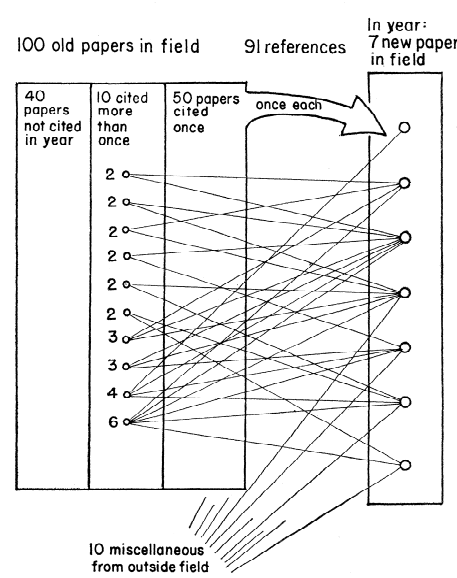 100 old papers in field
91 references
In year:
7 new paper
in field
40
papers
not cited
in year
10 cited
more
than
once
50 papers
cited
once
once each
2
2
2
2
2
2
3
3
4
6
10 miscellaneous
from outside field